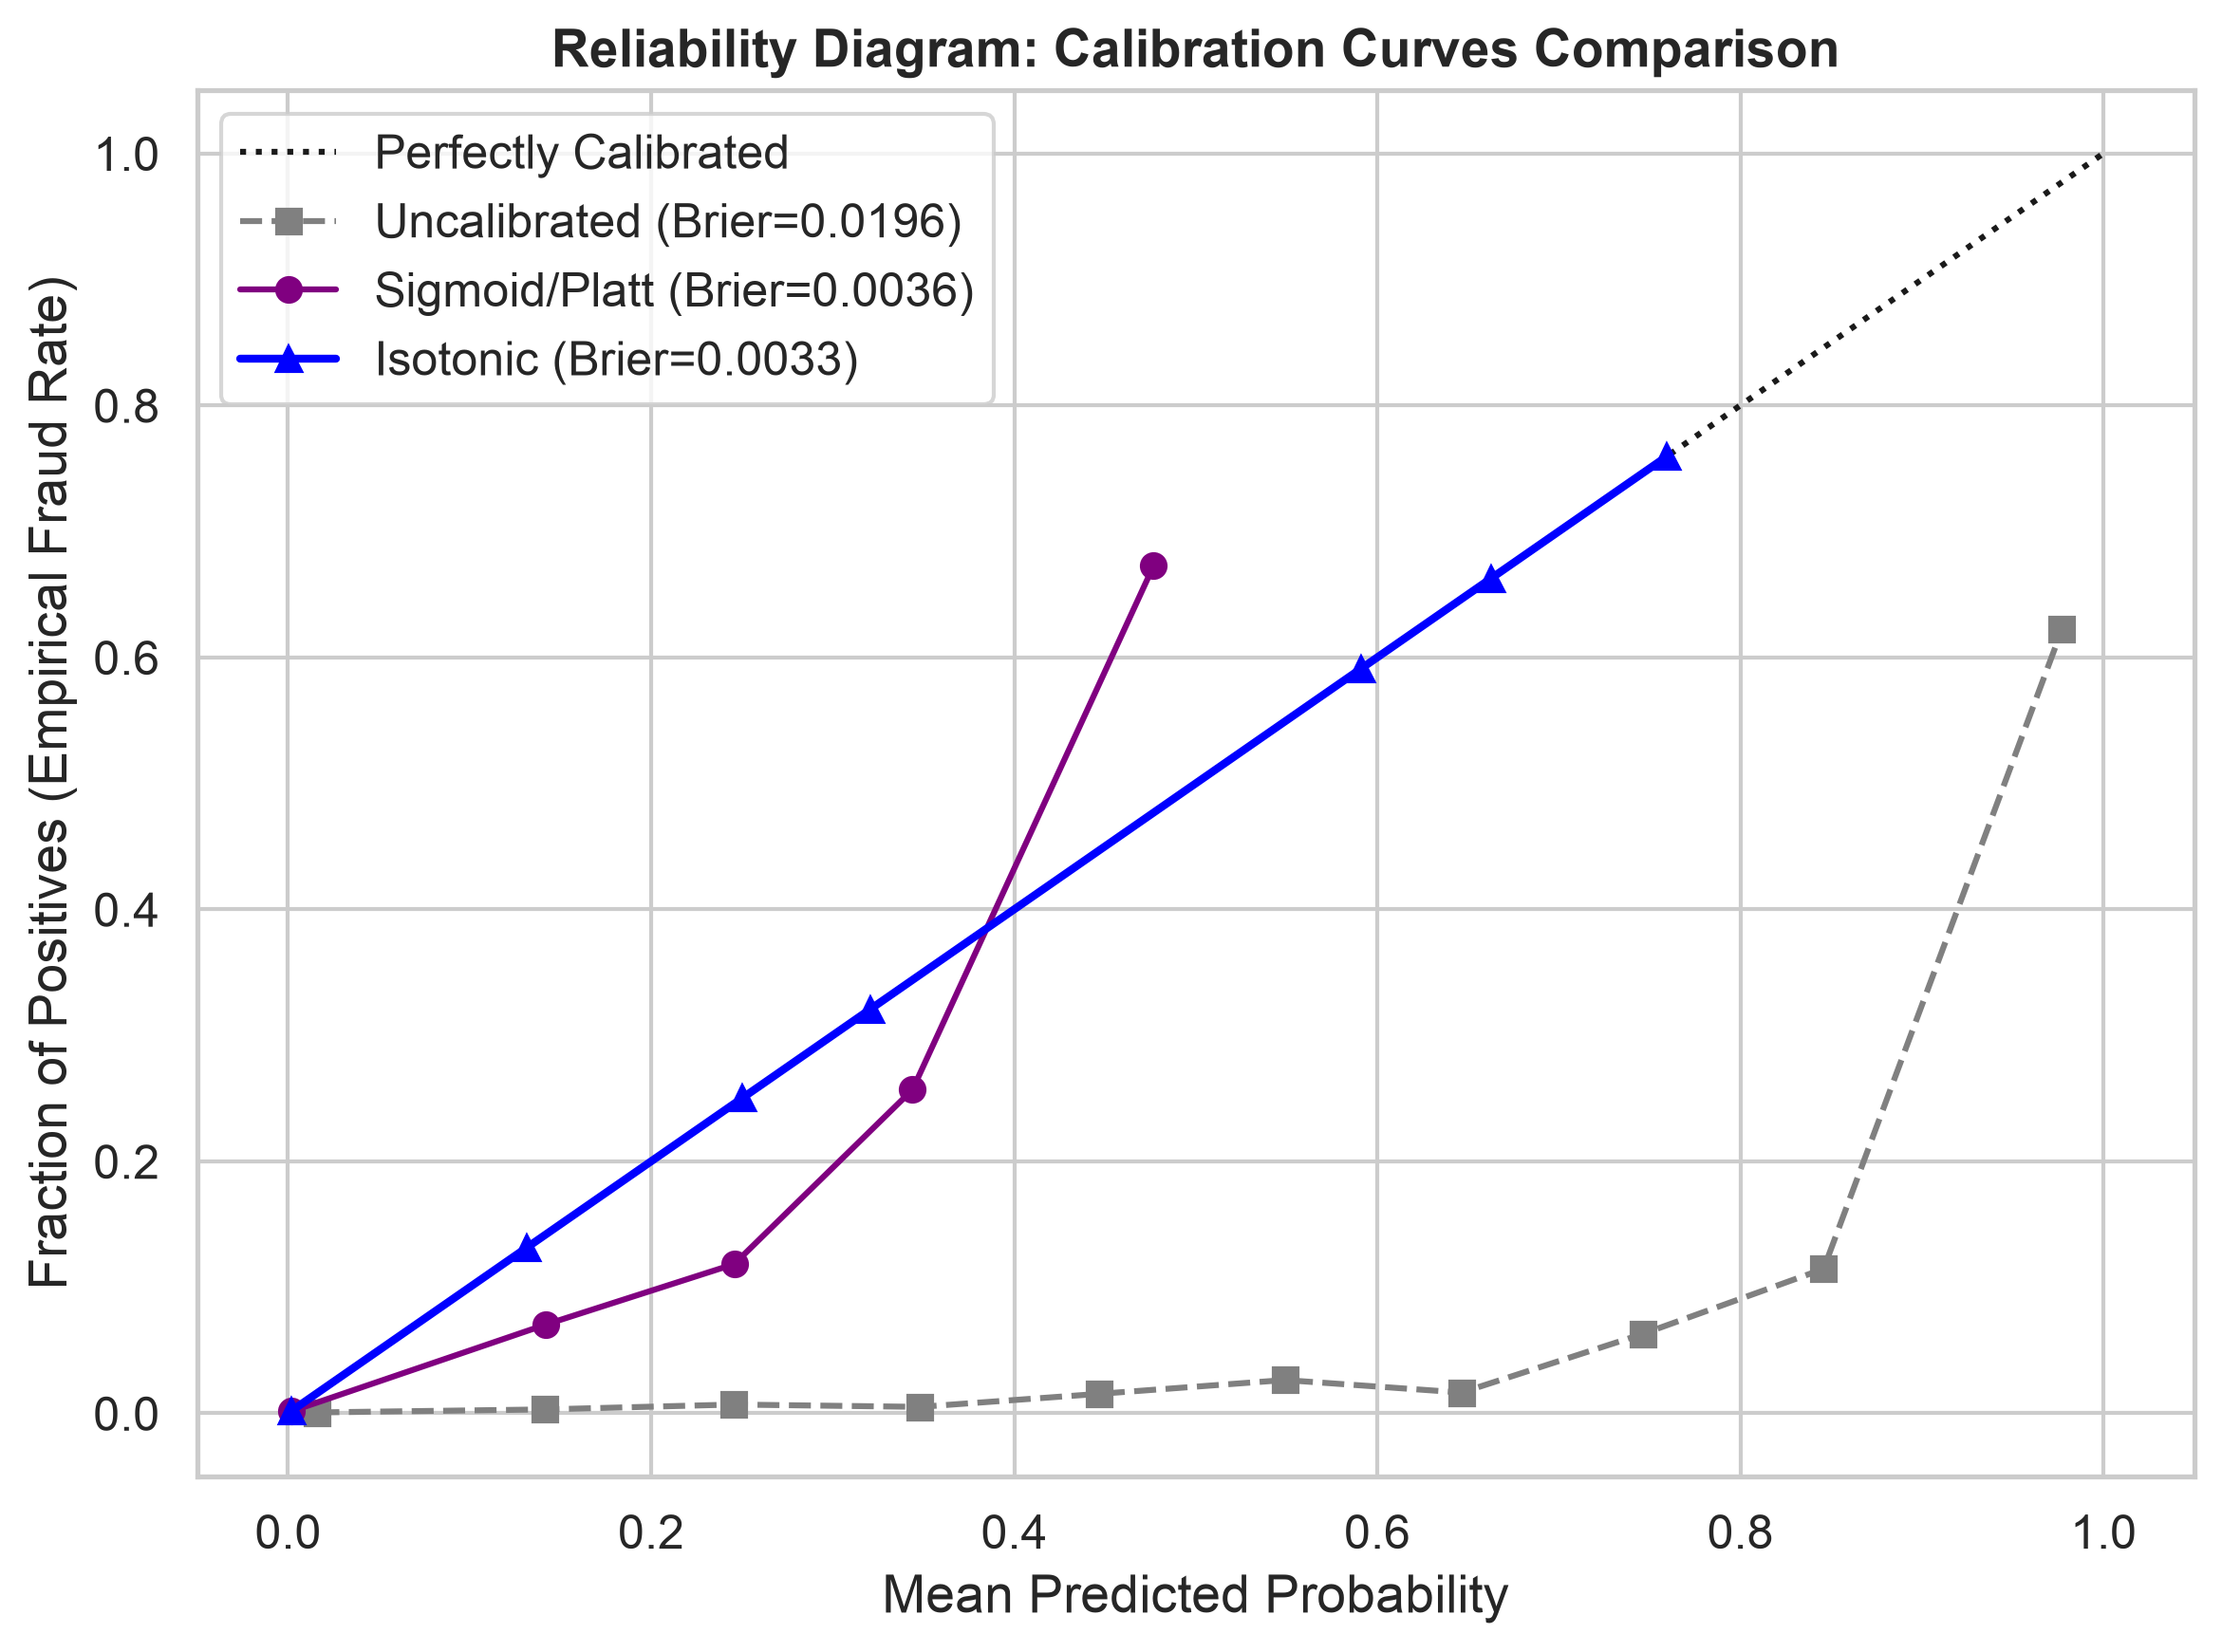 Reliability Diagram: Calibration Curves Comparison
Perfectly Calibrated
Uncalibrated (Brier=0.0196)
Sigmoid/Platt (Brier=0.0036)
Isotonic (Brier=0.0033)
Fraction of Positives (Empirical Fraud Rate)
1.0
0.8
0.6
0.4
0.2
0.0
0.0 0.2 0.4 0.6 0.8 1.0
Mean Predicted Probability